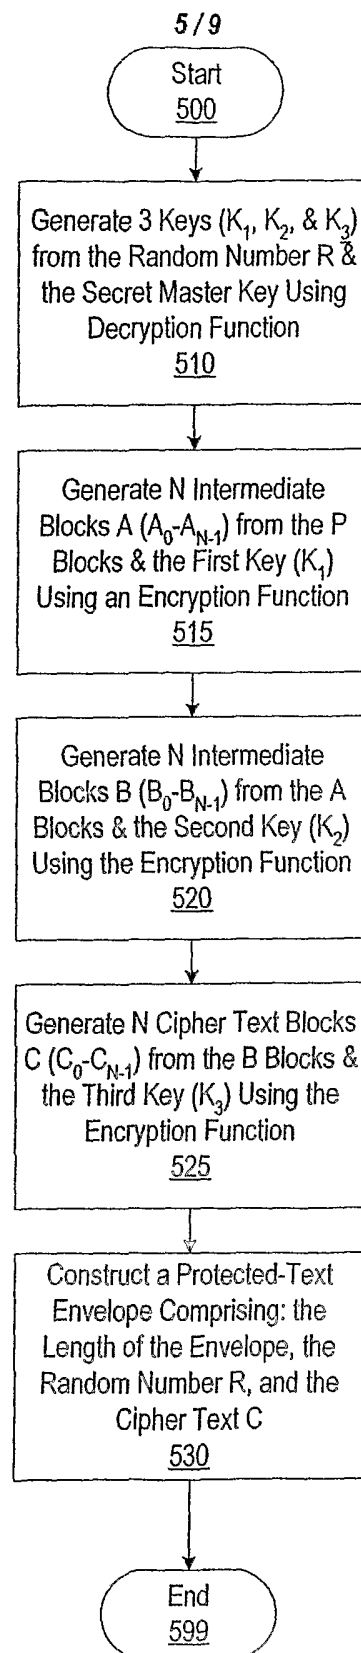 5 / 9
Start
500
Generate 3 Keys (K₁, K₂, & K₃)
from the Random Number R &
the Secret Master Key Using
Decryption Function
510
Generate N Intermediate
Blocks A (A₀-A_N-1) from the P
Blocks & the First Key (K₁)
Using an Encryption Function
515
Generate N Intermediate
Blocks B (B₀-B_N-1) from the A
Blocks & the Second Key (K₂)
Using the Encryption Function
520
Generate N Cipher Text Blocks
C (C₀-C_N-1) from the B Blocks &
the Third Key (K₃) Using the
Encryption Function
525
Construct a Protected-Text
Envelope Comprising: the
Length of the Envelope, the
Random Number R, and the
Cipher Text C
530
End
599